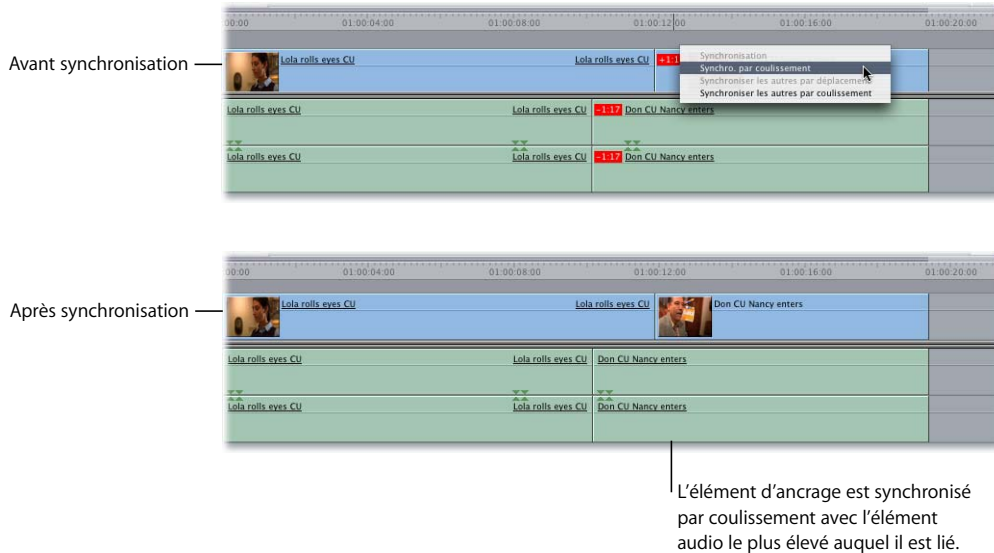 00:00 01:00:04:00 01:00:08:00 01:00:12:00 01:00:16:00 01:00:20:00
Avant synchronisation
Lola rolls eyes CU Lola rolls eyes CU
Synchronisation
Synchro. par coulissement
Synchroniser les autres par déplacement
Synchroniser les autres par coulissement
Lola rolls eyes CU Lola rolls eyes CU -1:17 Don CU Nancy enters
Lola rolls eyes CU Lola rolls eyes CU -1:17 Don CU Nancy enters
00:00 01:00:04:00 01:00:08:00 01:00:12:00 01:00:16:00 01:00:20:00
Après synchronisation
Lola rolls eyes CU Lola rolls eyes CU Don CU Nancy enters
Lola rolls eyes CU Lola rolls eyes CU Don CU Nancy enters
Lola rolls eyes CU Lola rolls eyes CU Don CU Nancy enters
L’élément d’ancrage est synchronisé
par coulissement avec l’élément
audio le plus élevé auquel il est lié.